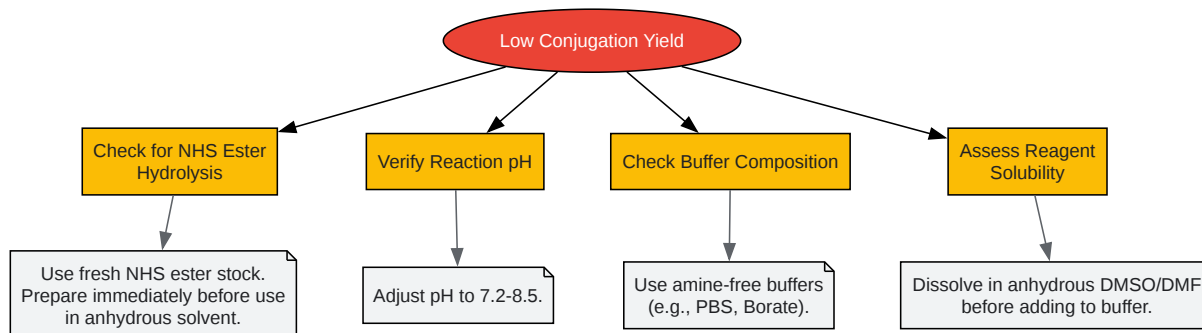 Low Conjugation Yield
Check for NHS Ester
Hydrolysis
Verify Reaction pH
Check Buffer Composition
Assess Reagent
Solubility
Use fresh NHS ester stock.
Prepare immediately before use
in anhydrous solvent.
Adjust pH to 7.2-8.5.
Use amine-free buffers
(e.g., PBS, Borate).
Dissolve in anhydrous DMSO/DMF
before adding to buffer.